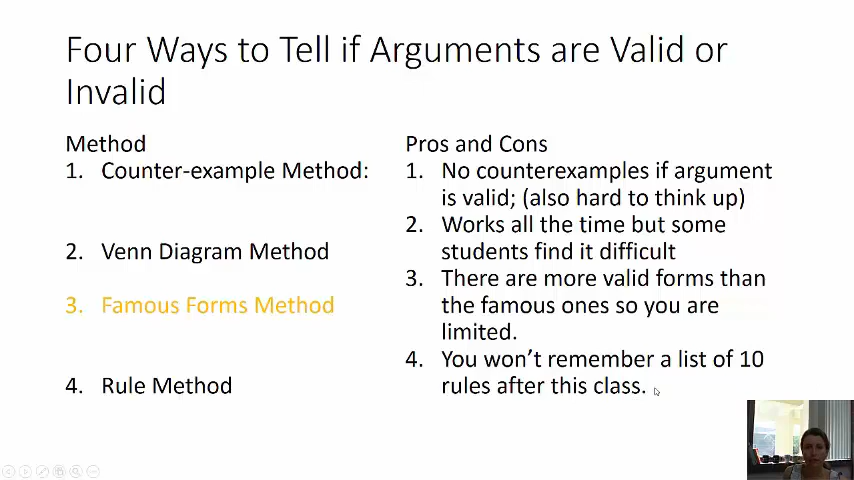 Four Ways to Tell if Arguments are Valid or
Invalid
Method
1. Counter-example Method:
2. Venn Diagram Method
3. Famous Forms Method
4. Rule Method
Pros and Cons
1. No counterexamples if argument
is valid; (also hard to think up)
2. Works all the time but some
students find it difficult
3. There are more valid forms than
the famous ones so you are
limited.
4. You won’t remember a list of 10
rules after this class.